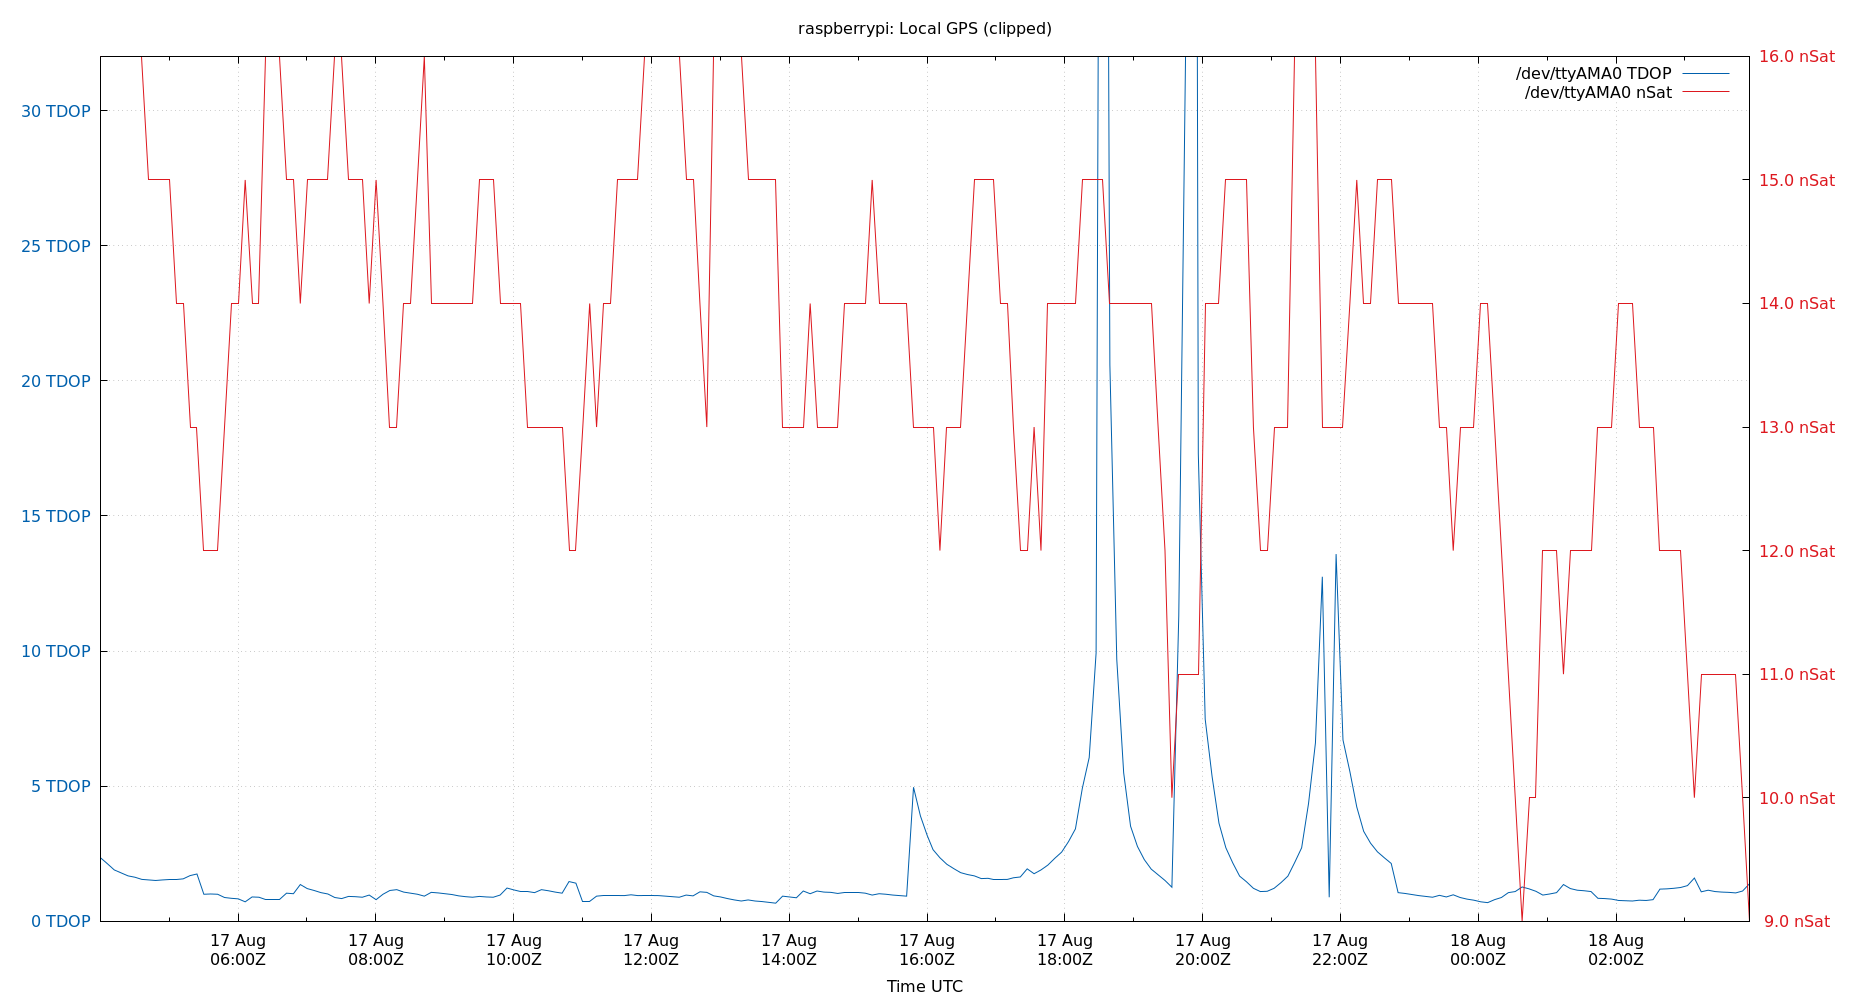 raspberrypi: Local GPS (clipped)
/dev/ttyAMA0 TDOP
/dev/ttyAMA0 nSat
30 TDOP
25 TDOP
20 TDOP
15 TDOP
10 TDOP
5 TDOP
0 TDOP
16.0 nSat
15.0 nSat
14.0 nSat
13.0 nSat
12.0 nSat
11.0 nSat
10.0 nSat
9.0 nSat
17 Aug 17 Aug 17 Aug 17 Aug 17 Aug 17 Aug 17 Aug 17 Aug 17 Aug 18 Aug 18 Aug
06:00Z 08:00Z 10:00Z 12:00Z 14:00Z 16:00Z 18:00Z 20:00Z 22:00Z 00:00Z 02:00Z
Time UTC